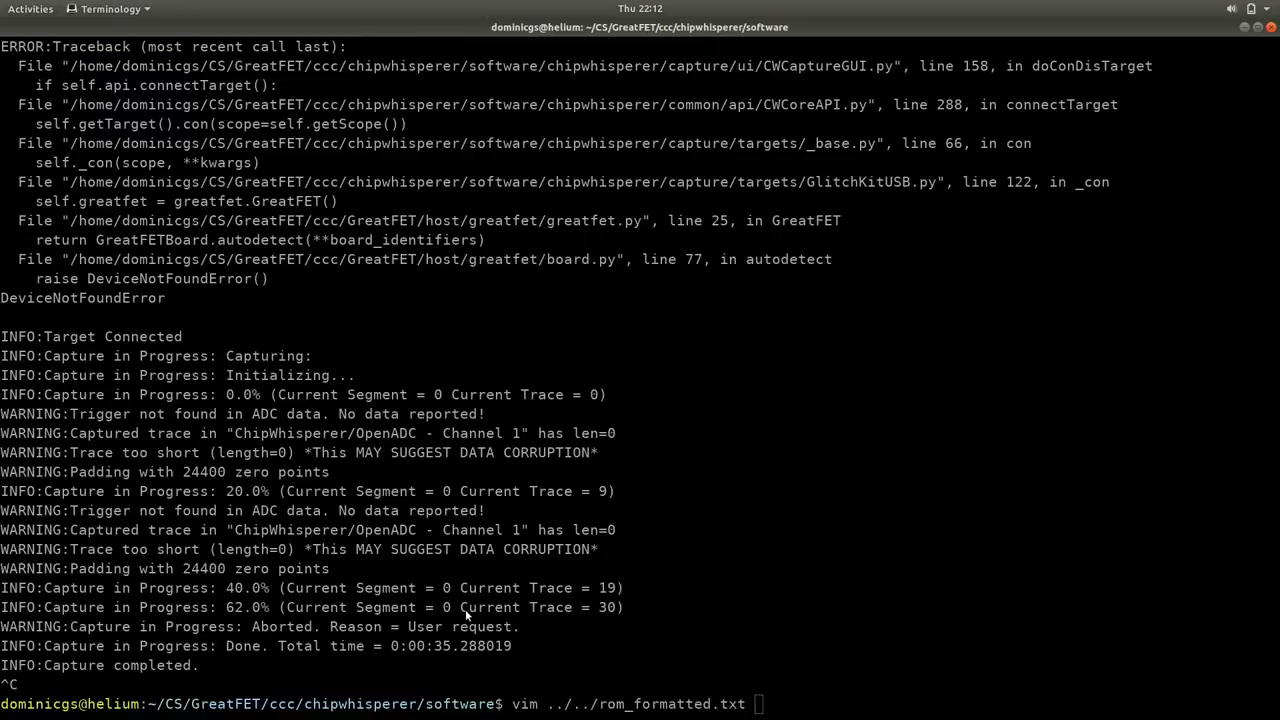 Activities Terminology Thu 22:12
dominicgs@helium: ~/CS/GreatFET/ccc/chipwhisperer/software
ERROR:Traceback (most recent call last):
  File "/home/dominicgs/CS/GreatFET/ccc/chipwhisperer/software/chipwhisperer/capture/ui/CWCaptureGUI.py", line 158, in doConDisTarget
    if self.api.connectTarget():
  File "/home/dominicgs/CS/GreatFET/ccc/chipwhisperer/software/chipwhisperer/common/api/CWCoreAPI.py", line 288, in connectTarget
    self.getTarget().con(scope=self.getScope())
  File "/home/dominicgs/CS/GreatFET/ccc/chipwhisperer/software/chipwhisperer/capture/targets/_base.py", line 66, in con
    self._con(scope, **kwargs)
  File "/home/dominicgs/CS/GreatFET/ccc/chipwhisperer/software/chipwhisperer/capture/targets/GlitchKitUSB.py", line 122, in _con
    self.greatfet = greatfet.GreatFET()
  File "/home/dominicgs/CS/GreatFET/ccc/GreatFET/host/greatfet/greatfet.py", line 25, in GreatFET
    return GreatFETBoard.autodetect(**board_identifiers)
  File "/home/dominicgs/CS/GreatFET/ccc/GreatFET/host/greatfet/board.py", line 77, in autodetect
    raise DeviceNotFoundError()
DeviceNotFoundError
INFO:Target Connected
INFO:Capture in Progress: Capturing:
INFO:Capture in Progress: Initializing...
INFO:Capture in Progress: 0.0% (Current Segment = 0 Current Trace = 0)
WARNING:Trigger not found in ADC data. No data reported!
WARNING:Captured trace in "ChipWhisperer/OpenADC - Channel 1" has len=0
WARNING:Trace too short (length=0) *This MAY SUGGEST DATA CORRUPTION*
WARNING:Padding with 24400 zero points
INFO:Capture in Progress: 20.0% (Current Segment = 0 Current Trace = 9)
WARNING:Trigger not found in ADC data. No data reported!
WARNING:Captured trace in "ChipWhisperer/OpenADC - Channel 1" has len=0
WARNING:Trace too short (length=0) *This MAY SUGGEST DATA CORRUPTION*
WARNING:Padding with 24400 zero points
INFO:Capture in Progress: 40.0% (Current Segment = 0 Current Trace = 19)
INFO:Capture in Progress: 62.0% (Current Segment = 0 Current Trace = 30)
WARNING:Capture in Progress: Aborted. Reason = User request.
INFO:Capture in Progress: Done. Total time = 0:00:35.288019
INFO:Capture completed.
^C
dominicgs@helium:~/CS/GreatFET/ccc/chipwhisperer/software$ vim ../../rom_formatted.txt